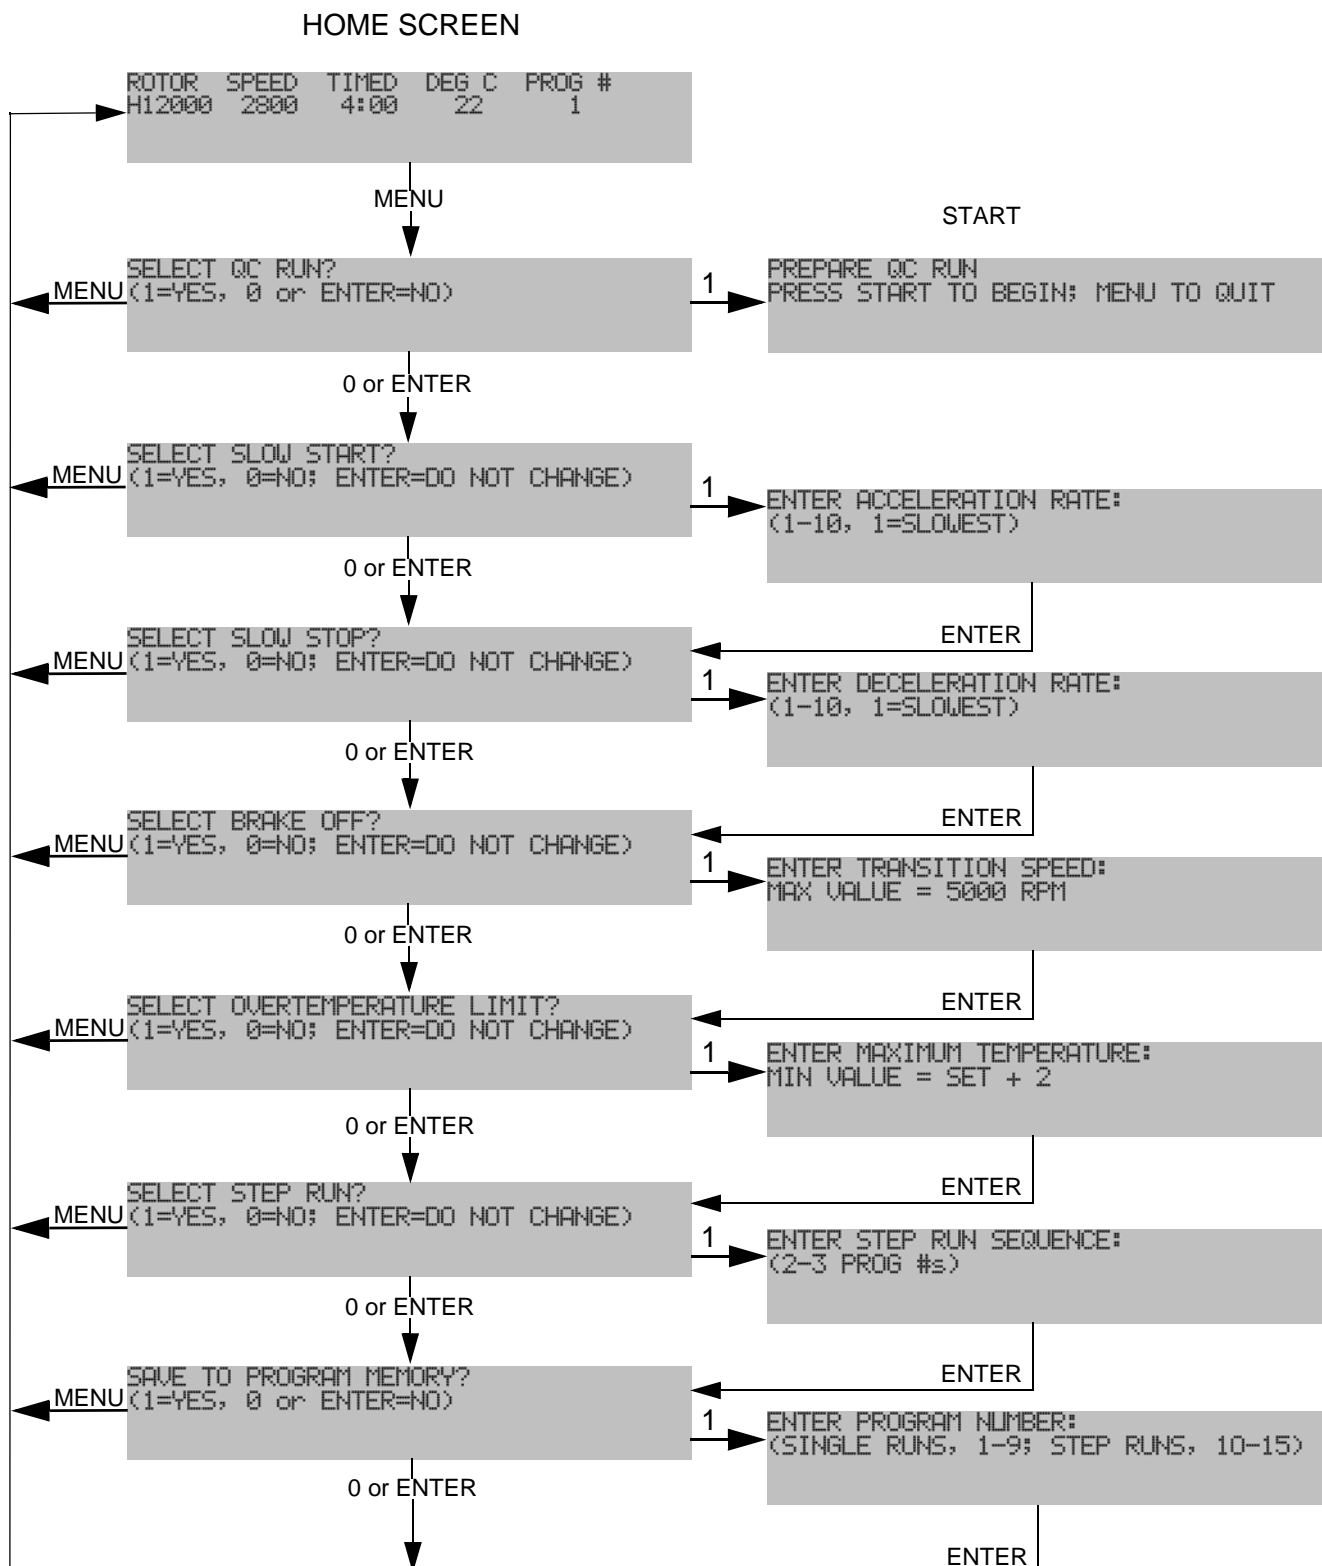 HOME SCREEN
ROTOR SPEED TIMED DEG C PROG #
H12000 2800 4:00 22 1
MENU
START
SELECT QC RUN?
(1=YES, 0 or ENTER=NO)
MENU
1
PREPARE QC RUN
PRESS START TO BEGIN; MENU TO QUIT
0 or ENTER
SELECT SLOW START?
(1=YES, 0=NO; ENTER=DO NOT CHANGE)
MENU
1
ENTER ACCELERATION RATE:
(1-10, 1=SLOWEST)
0 or ENTER
ENTER
SELECT SLOW STOP?
(1=YES, 0=NO; ENTER=DO NOT CHANGE)
MENU
1
ENTER DECELERATION RATE:
(1-10, 1=SLOWEST)
0 or ENTER
ENTER
SELECT BRAKE OFF?
(1=YES, 0=NO; ENTER=DO NOT CHANGE)
MENU
1
ENTER TRANSITION SPEED:
MAX VALUE = 5000 RPM
0 or ENTER
ENTER
SELECT OVERTEMPERATURE LIMIT?
(1=YES, 0=NO; ENTER=DO NOT CHANGE)
MENU
1
ENTER MAXIMUM TEMPERATURE:
MIN VALUE = SET + 2
0 or ENTER
ENTER
SELECT STEP RUN?
(1=YES, 0=NO; ENTER=DO NOT CHANGE)
MENU
1
ENTER STEP RUN SEQUENCE:
(2-3 PROG #s)
0 or ENTER
ENTER
SAVE TO PROGRAM MEMORY?
(1=YES, 0 or ENTER=NO)
MENU
1
ENTER PROGRAM NUMBER:
(SINGLE RUNS, 1-9; STEP RUNS, 10-15)
0 or ENTER
ENTER